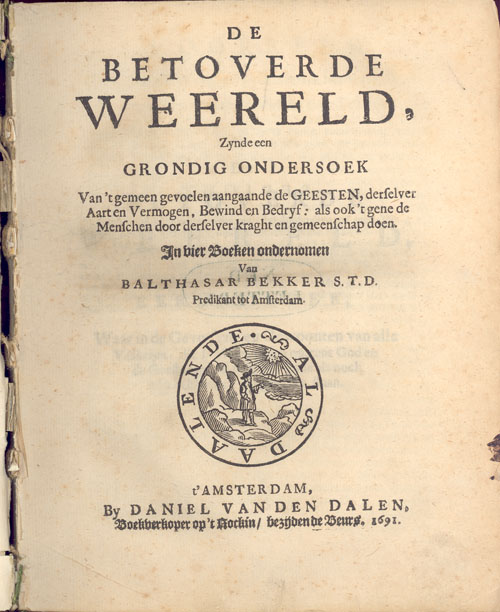 DE
BETOVERDE
WEERELD,
Zynde een
GRONDIG ONDERSOEK
Van 't gemeen gevoelen aangaande de GEESTEN, derselver
Aart en Vermogen, Bewind en Bedryf: als ook 't gene de
Menschen door derselver kraght en gemeenschap doen.
In vier Boeken ondernomen
Van
BALTHASAR BEKKER S.T.D.
Predikant tot Amsterdam.
AL DAALENDE
t'AMSTERDAM,
By DANIEL VAN DEN DALEN,
Boekverkoper op 't Rockin/ bezijden de Beurs. 1691.